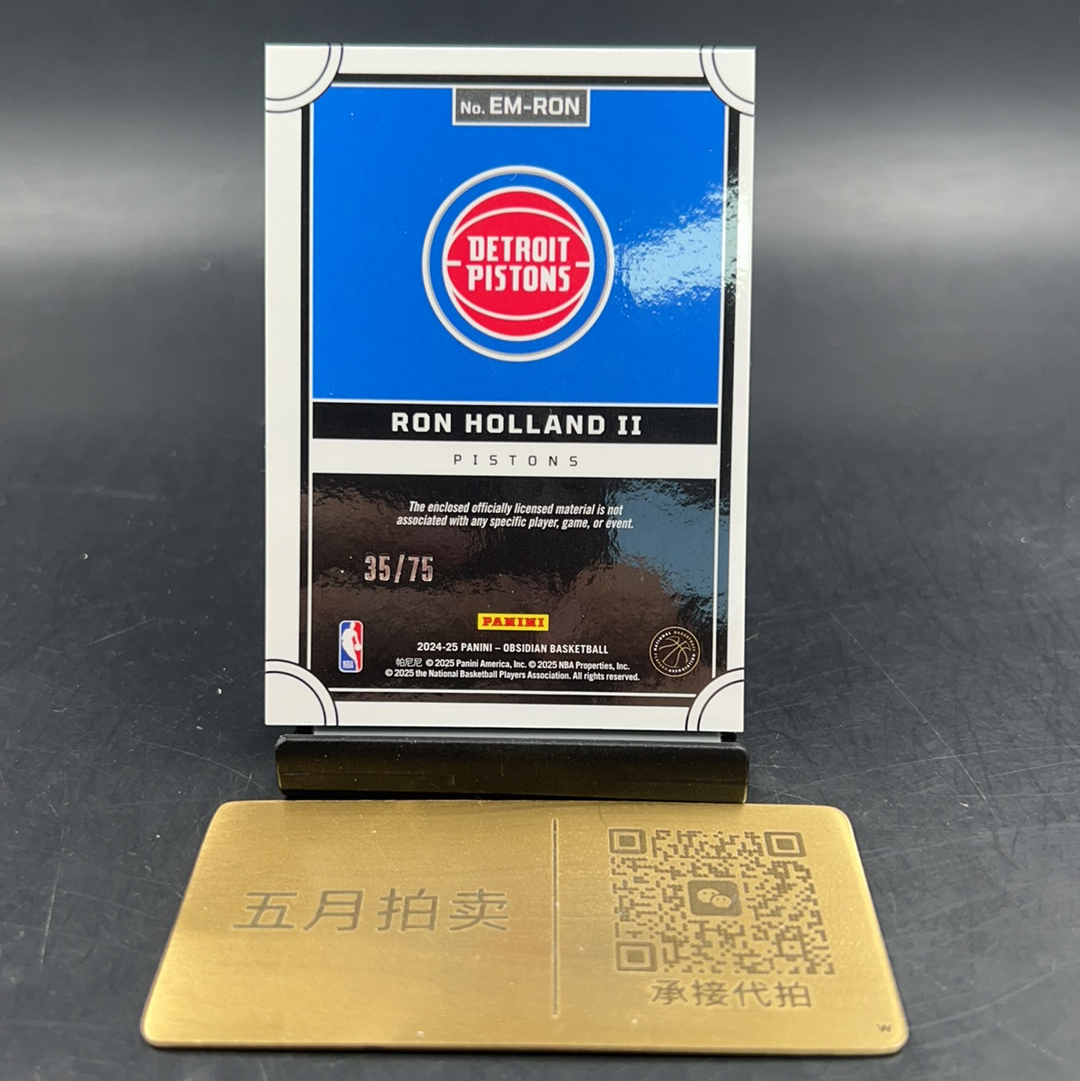 No. EM-RON
DETROIT
PISTONS
RON HOLLAND II
PISTONS
The enclosed officially licensed material is not
associated with any specific player, game, or event.
35/75
PANINI
NBA
2024-25 PANINI – OBSIDIAN BASKETBALL
帕尼尼 © 2025 Panini America, Inc. © 2025 NBA Properties, Inc.
© 2025 the National Basketball Players Association. All rights reserved.
五月拍卖
承接代拍
W